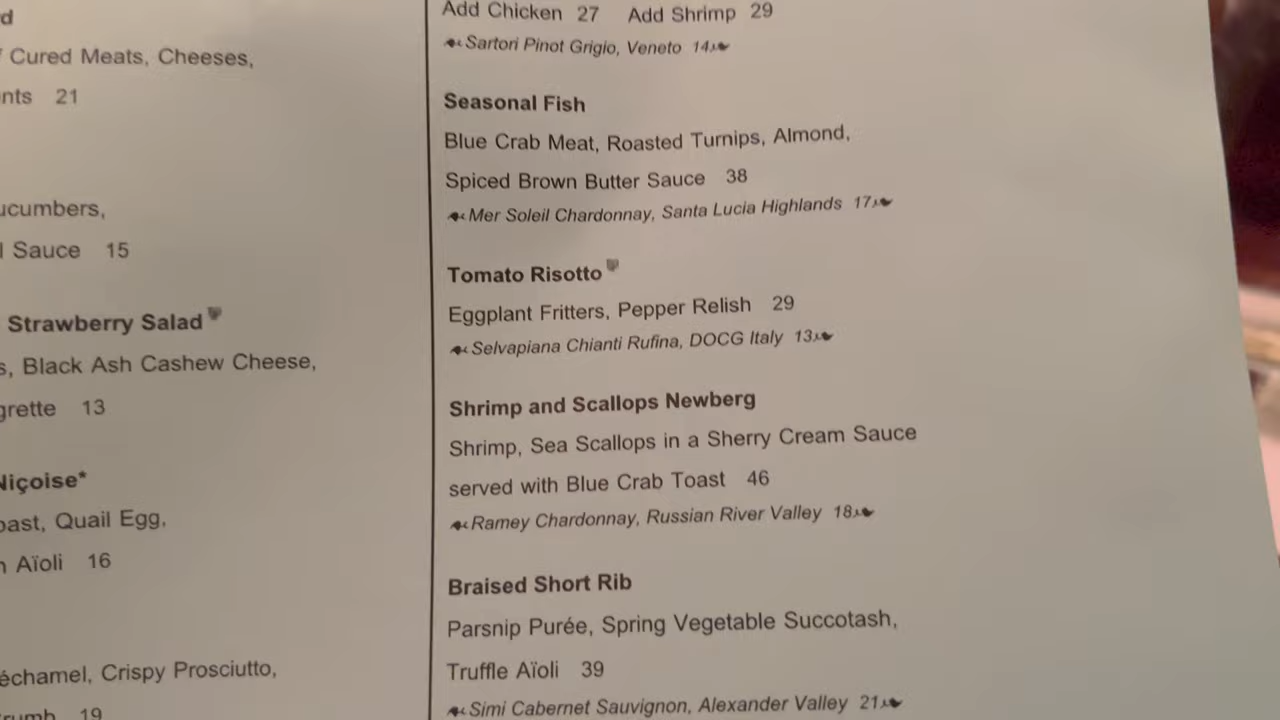 d
Cured Meats, Cheeses,
nts 21
ucumbers,
l Sauce 15
Strawberry Salad
s, Black Ash Cashew Cheese,
grette 13
Niçoise*
oast, Quail Egg,
n Aïoli 16
échamel, Crispy Prosciutto,
rumb 19
Add Chicken 27 Add Shrimp 29
Sartori Pinot Grigio, Veneto 14
Seasonal Fish
Blue Crab Meat, Roasted Turnips, Almond,
Spiced Brown Butter Sauce 38
Mer Soleil Chardonnay, Santa Lucia Highlands 17
Tomato Risotto
Eggplant Fritters, Pepper Relish 29
Selvapiana Chianti Rufina, DOCG Italy 13
Shrimp and Scallops Newberg
Shrimp, Sea Scallops in a Sherry Cream Sauce
served with Blue Crab Toast 46
Ramey Chardonnay, Russian River Valley 18
Braised Short Rib
Parsnip Purée, Spring Vegetable Succotash,
Truffle Aïoli 39
Simi Cabernet Sauvignon, Alexander Valley 21